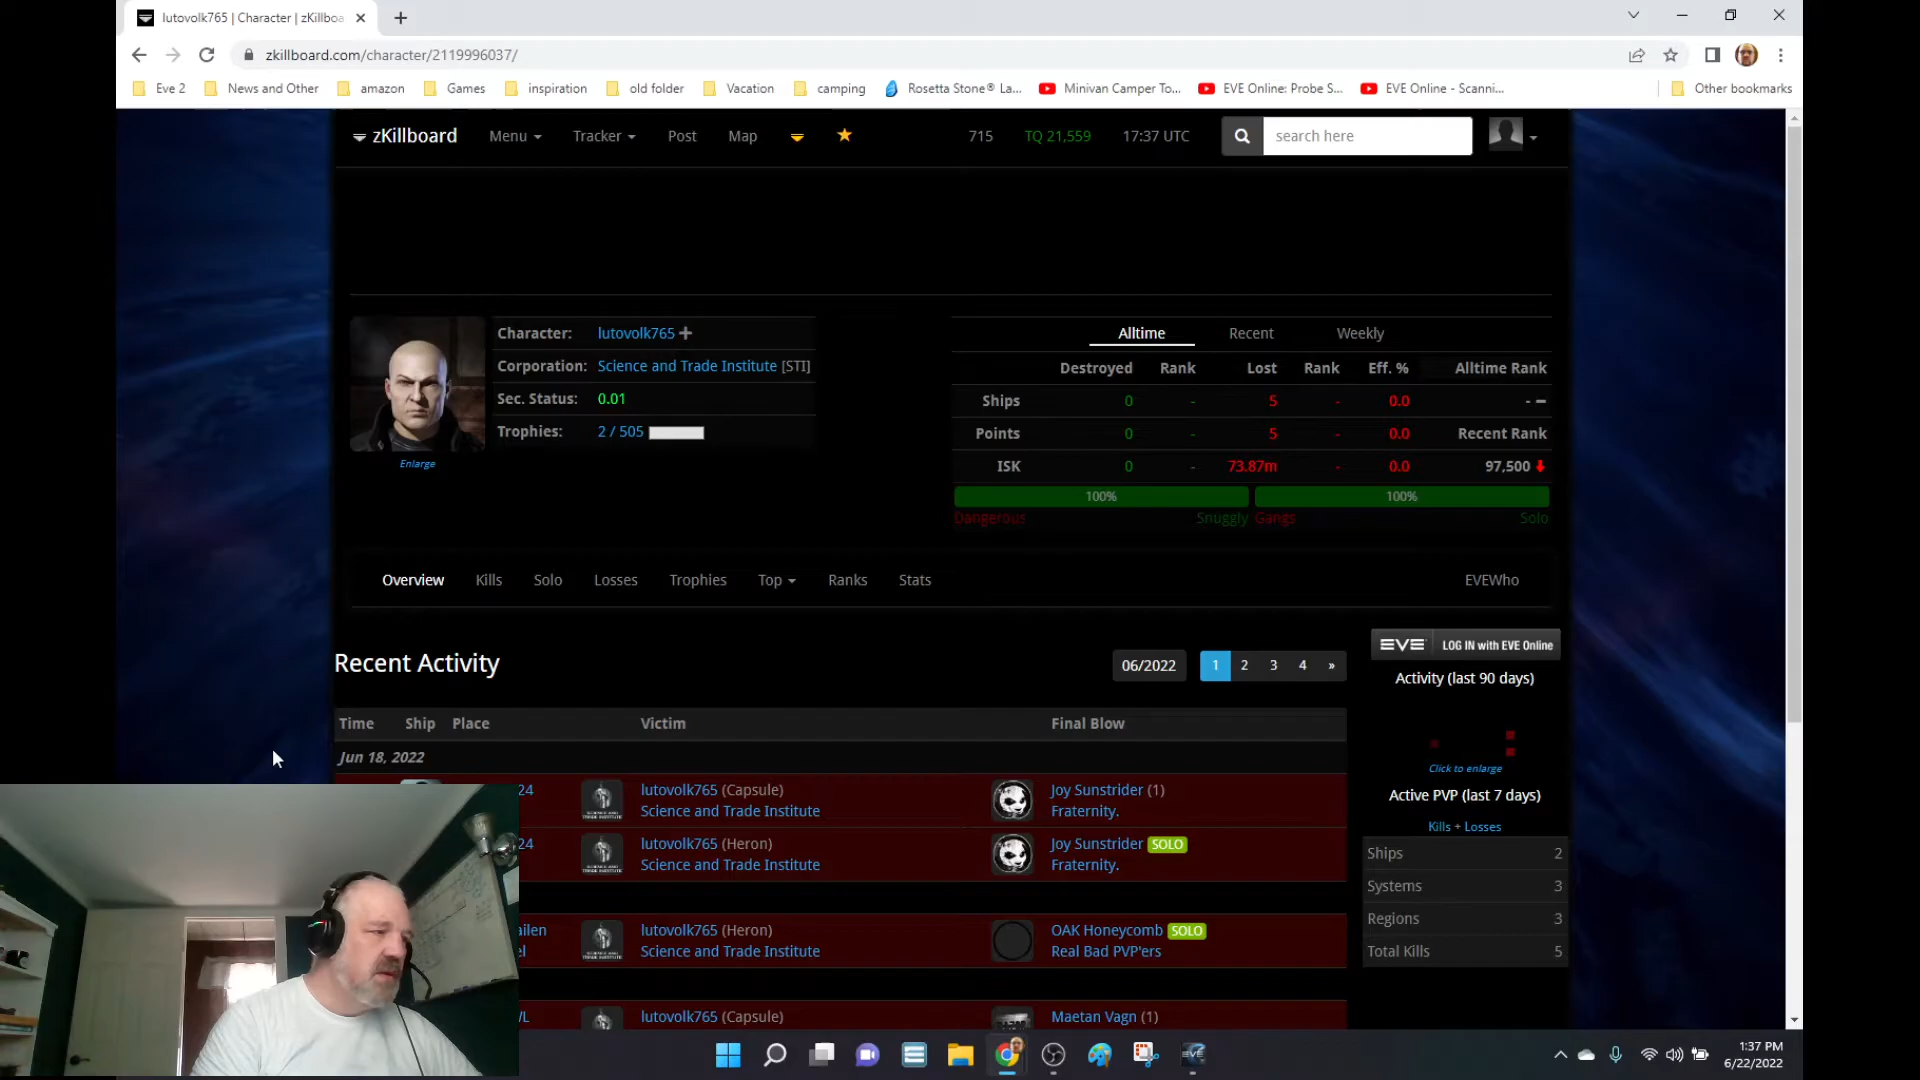 lutovolk765 | Character | zKillboa
zkillboard.com/character/2119996037/
Eve 2 News and Other amazon Games inspiration old folder Vacation camping Rosetta Stone® La... Minivan Camper To... EVE Online: Probe S... EVE Online - Scanni... Other bookmarks
zKillboard Menu Tracker Post Map 715 TQ 21,559 17:37 UTC search here
Character: lutovolk765
Corporation: Science and Trade Institute [STI]
Sec. Status: 0.01
Trophies: 2 / 505
Enlarge
Alltime Recent Weekly
Destroyed Rank Lost Rank Eff. % Alltime Rank
Ships 0 - 5 - 0.0 -
Points 0 - 5 - 0.0 Recent Rank
ISK 0 - 73.87m - 0.0 97,500
100% 100%
Dangerous Snuggly Gangs Solo
Overview Kills Solo Losses Trophies Top Ranks Stats EVEWho
Recent Activity 06/2022 1 2 3 4 »
EVE LOG IN with EVE Online
Activity (last 90 days)
Click to enlarge
Active PVP (last 7 days)
Kills + Losses
Ships 2
Systems 3
Regions 3
Total Kills 5
Time Ship Place Victim Final Blow
Jun 18, 2022
24 lutovolk765 (Capsule) Joy Sunstrider (1)
Science and Trade Institute Fraternity.
24 lutovolk765 (Heron) Joy Sunstrider SOLO
Science and Trade Institute Fraternity.
ailen lutovolk765 (Heron) OAK Honeycomb SOLO
el Science and Trade Institute Real Bad PVP'ers
lutovolk765 (Capsule) Maetan Vagn (1)
1:37 PM
6/22/2022